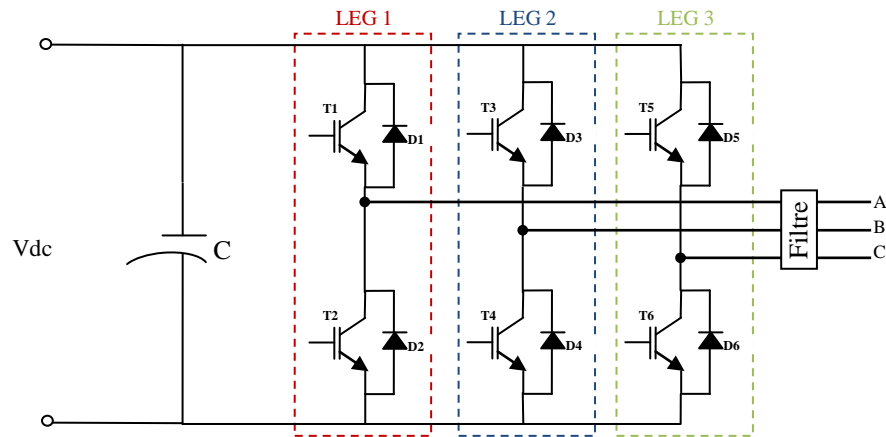 LEG 1
LEG 2
LEG 3
T1
D1
T3
D3
T5
D5
A
B
C
Filtre
Vdc
C
T2
D2
T4
D4
T6
D6